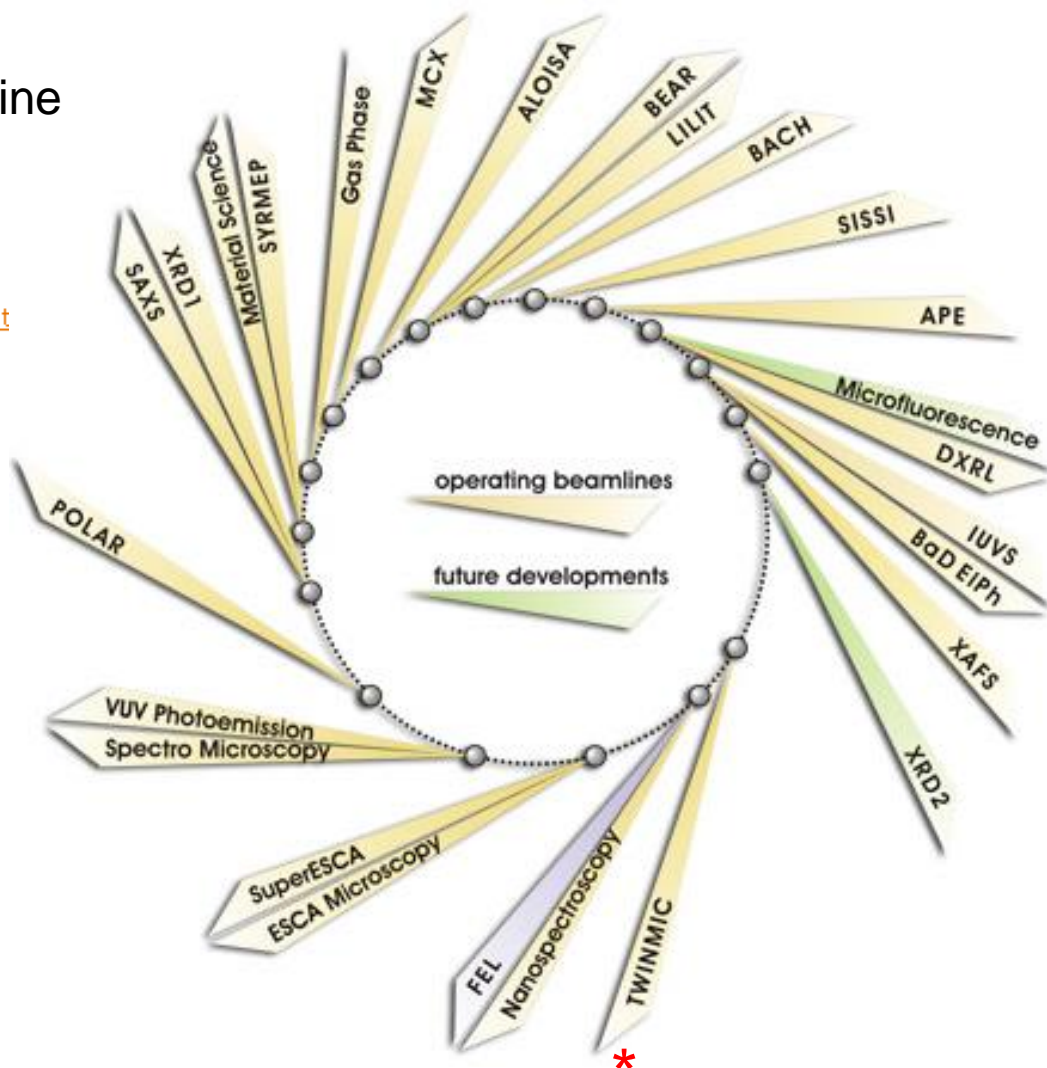 ine
t
MCX
ALOISA
BEAR
LILIT
BACH
SISSI
APE
Microfluorescence
DXRL
IUVS
BaD ElPh
XAFS
XRD2
TWINMIC
*
Nanospectroscopy
FEL
ESCA Microscopy
SuperESCA
Spectro Microscopy
VUV Photoemission
POLAR
SAXS
XRD1
Material Science
SYRMEP
Gas Phase
operating beamlines
future developments